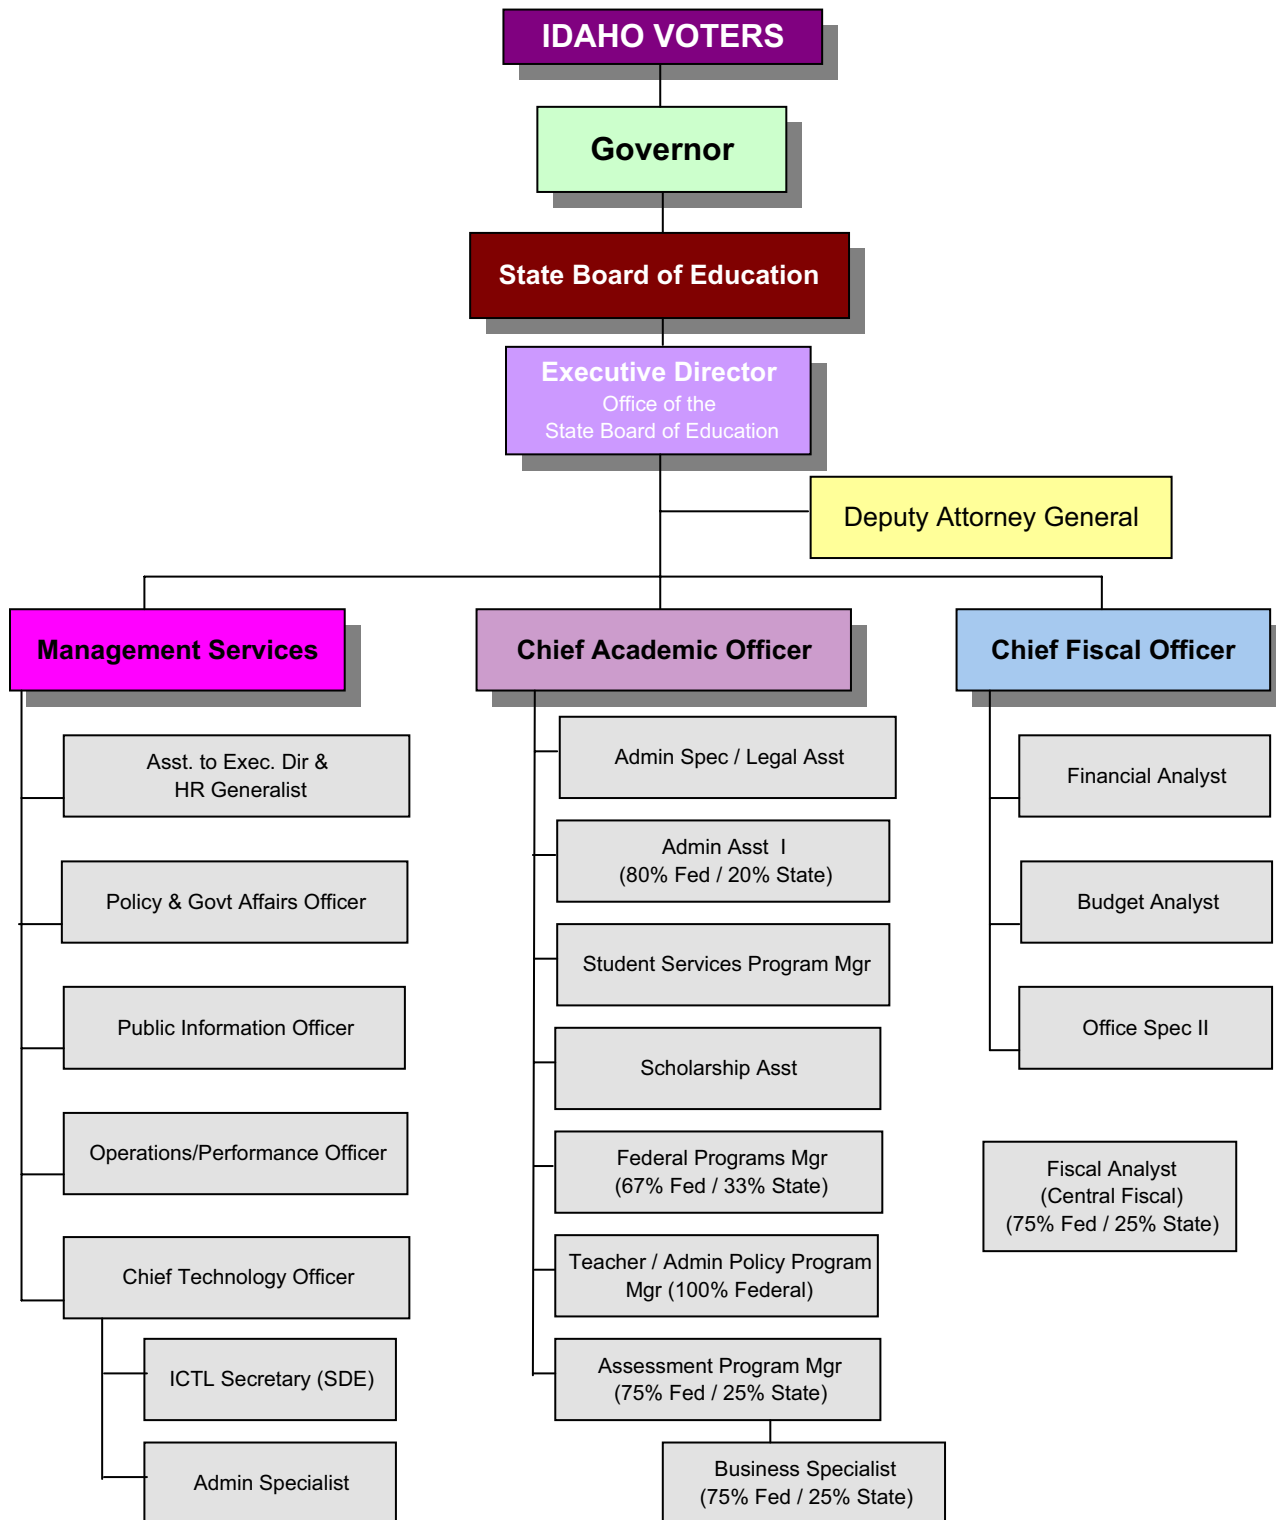 IDAHO VOTERS
Governor
State Board of Education
Executive Director
Office of the
State Board of Education
Deputy Attorney General
Management Services
Asst. to Exec. Dir &
HR Generalist
Policy & Govt Affairs Officer
Public Information Officer
Operations/Performance Officer
Chief Technology Officer
ICTL Secretary (SDE)
Admin Specialist
Chief Academic Officer
Admin Spec / Legal Asst
Admin Asst I
(80% Fed / 20% State)
Student Services Program Mgr
Scholarship Asst
Federal Programs Mgr
(67% Fed / 33% State)
Teacher / Admin Policy Program
Mgr (100% Federal)
Assessment Program Mgr
(75% Fed / 25% State)
Business Specialist
(75% Fed / 25% State)
Chief Fiscal Officer
Financial Analyst
Budget Analyst
Office Spec II
Fiscal Analyst
(Central Fiscal)
(75% Fed / 25% State)